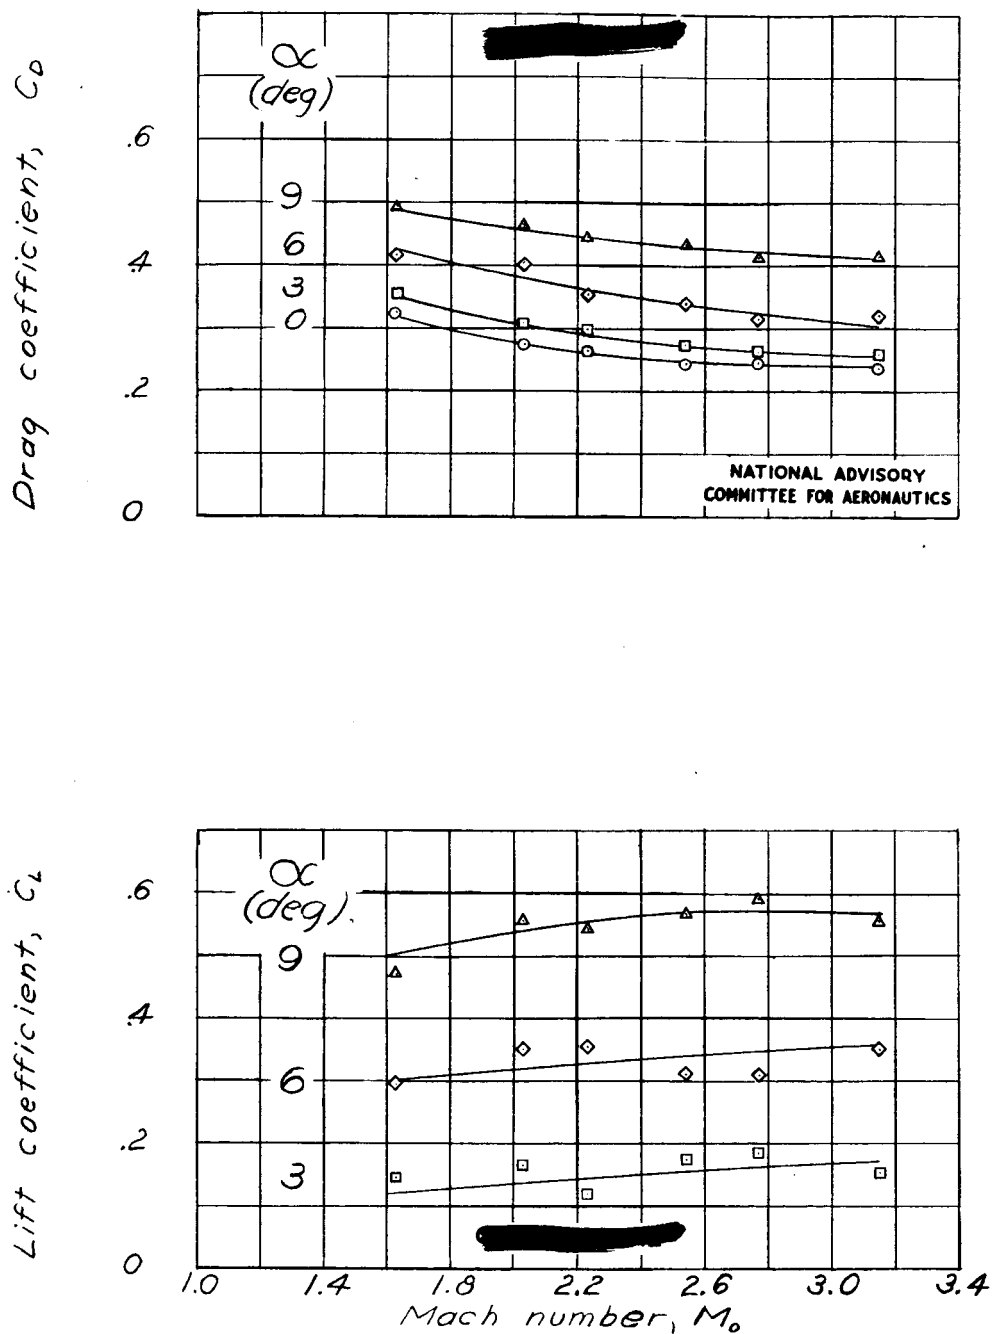 Drag coefficient, C_D
α
(deg)
9
6
3
0
.6
.4
.2
0
NATIONAL ADVISORY
COMMITTEE FOR AERONAUTICS
Lift coefficient, C_L
α
(deg).
9
6
3
.6
.4
.2
0
1.0 1.4 1.8 2.2 2.6 3.0 3.4
Mach number, M₀